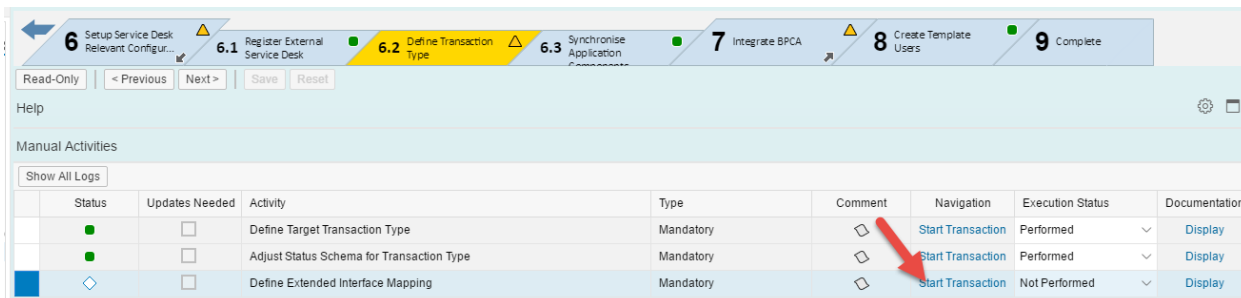 6 Setup Service Desk
Relevant Configur...
6.1 Register External
Service Desk
6.2 Define Transaction
Type
6.3 Synchronise
Application
Components
7 Integrate BPCA
8 Create Template
Users
9 Complete
Read-Only < Previous Next > Save Reset
Help
Manual Activities
Show All Logs
Status Updates Needed Activity Type Comment Navigation Execution Status Documentation
Define Target Transaction Type Mandatory Start Transaction Performed Display
Adjust Status Schema for Transaction Type Mandatory Start Transaction Performed Display
Define Extended Interface Mapping Mandatory Start Transaction Not Performed Display